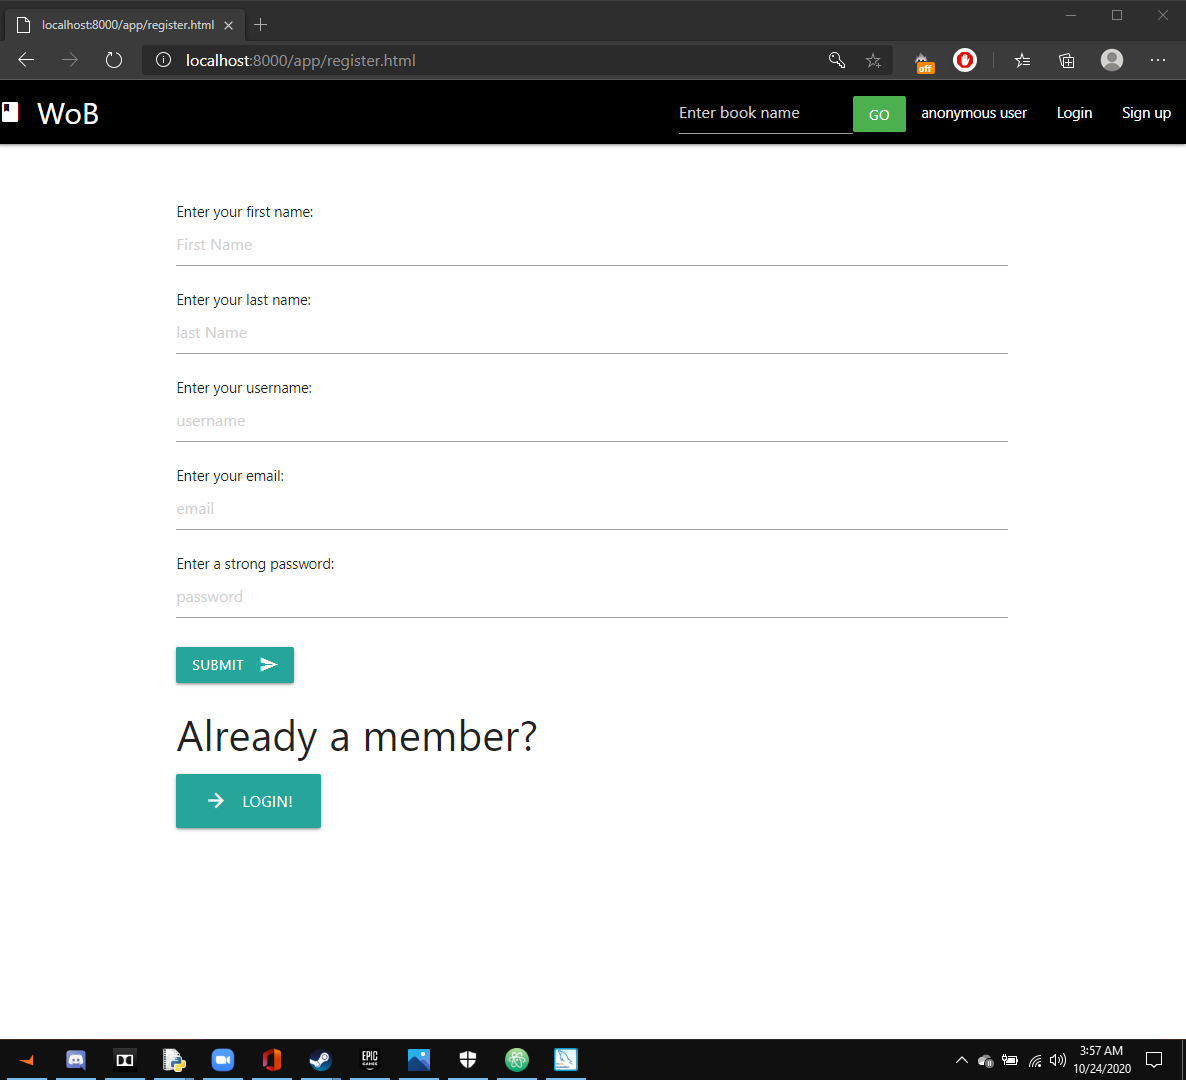 localhost:8000/app/register.html
localhost:8000/app/register.html
off
WoB
Enter book name
GO
anonymous user
Login
Sign up
Enter your first name:
First Name
Enter your last name:
last Name
Enter your username:
username
Enter your email:
email
Enter a strong password:
password
SUBMIT
Already a member?
LOGIN!
EPIC
GAMES
3:57 AM
10/24/2020